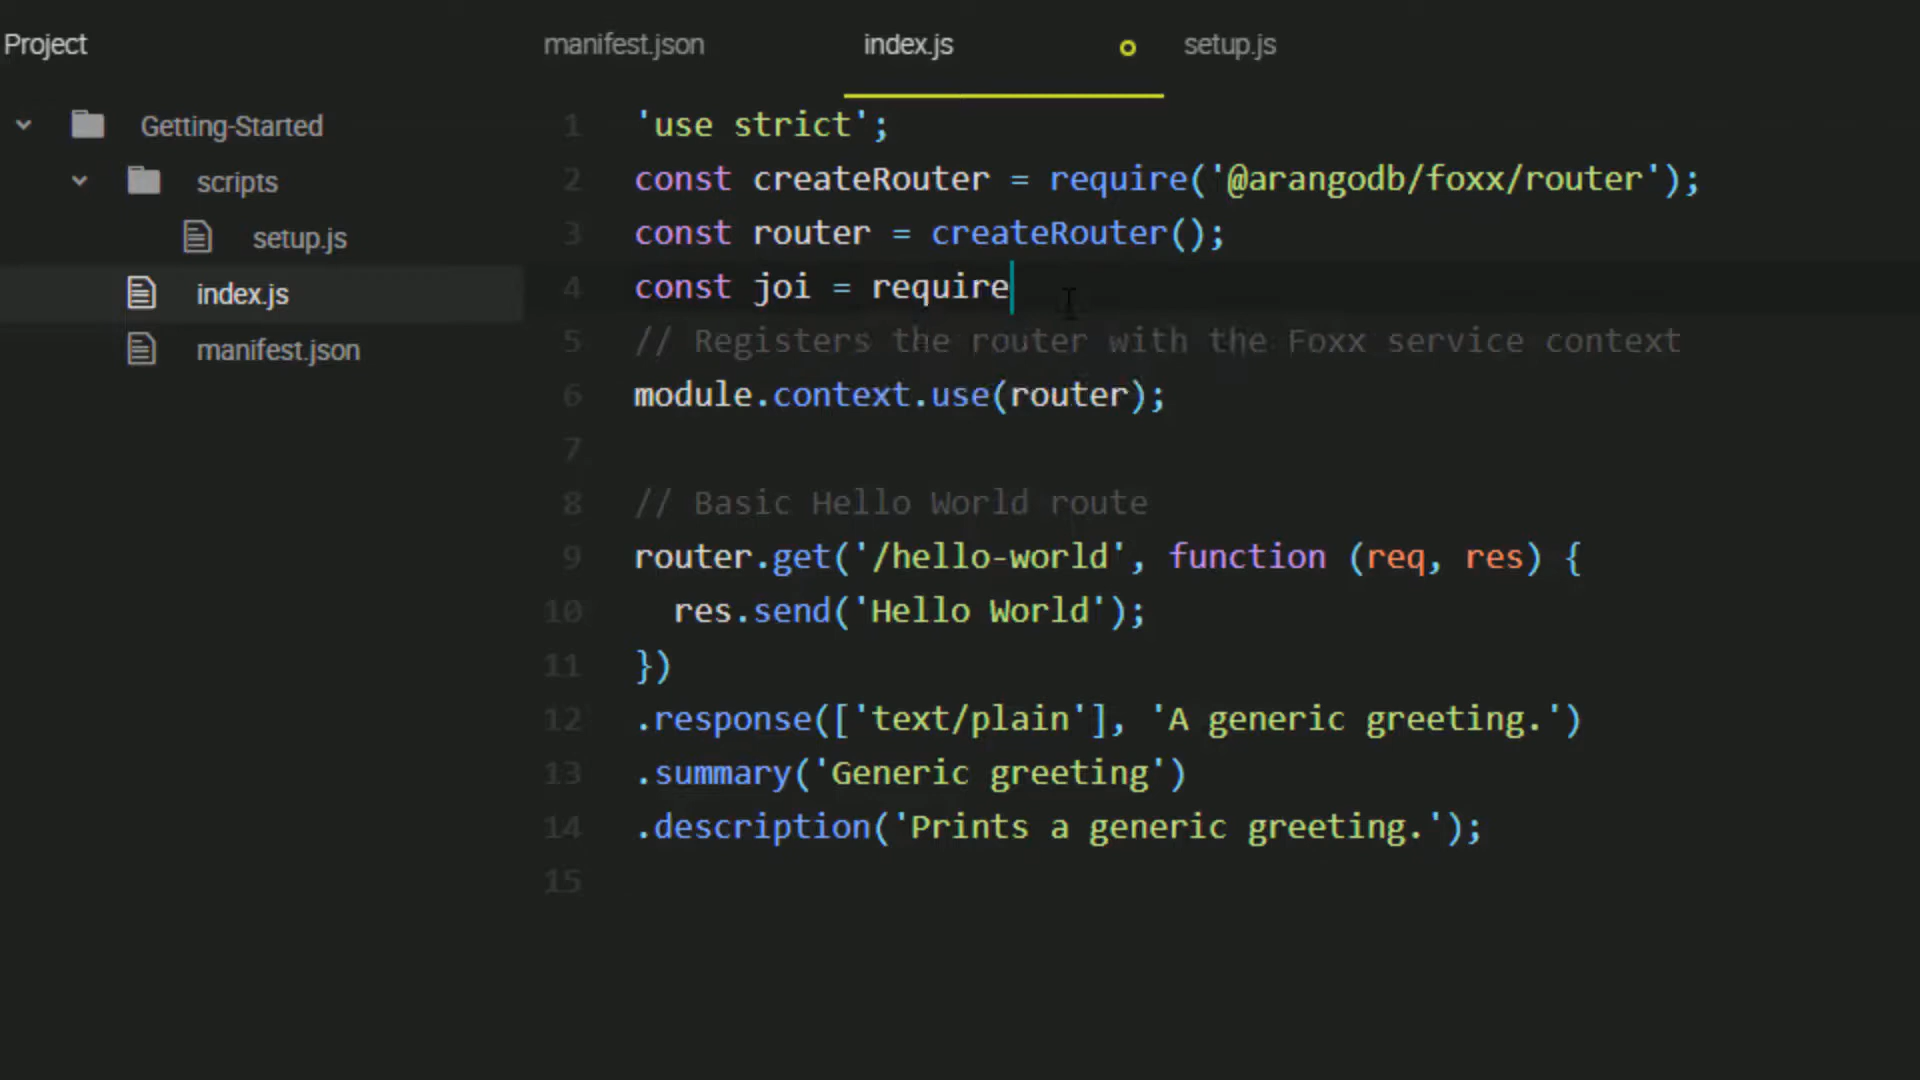 Project
Getting-Started
scripts
setup.js
index.js
manifest.json
manifest.json index.js setup.js
1 'use strict';
2 const createRouter = require('@arangodb/foxx/router');
3 const router = createRouter();
4 const joi = require
5 // Registers the router with the Foxx service context
6 module.context.use(router);
7
8 // Basic Hello World route
9 router.get('/hello-world', function (req, res) {
10 res.send('Hello World');
11 })
12 .response(['text/plain'], 'A generic greeting.')
13 .summary('Generic greeting')
14 .description('Prints a generic greeting.');
15